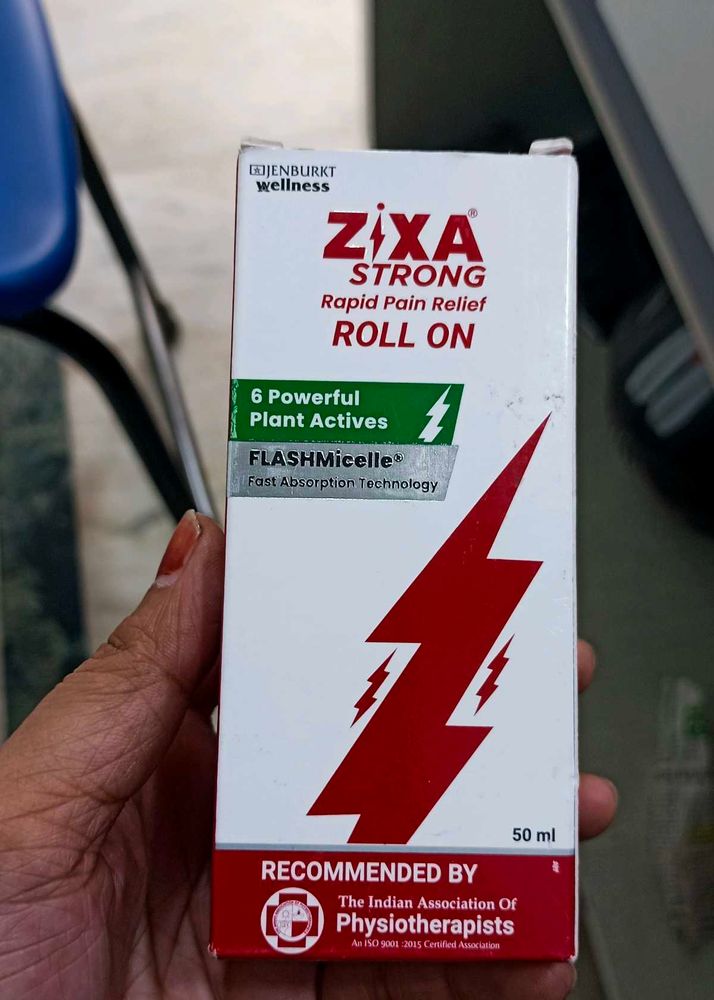 JENBURKT
wellness
ZiXA®
STRONG
Rapid Pain Relief
ROLL ON
6 Powerful
Plant Actives
FLASHMicelle®
Fast Absorption Technology
50 ml
RECOMMENDED BY
The Indian Association Of
Physiotherapists
An ISO 9001 :2015 Certified Association